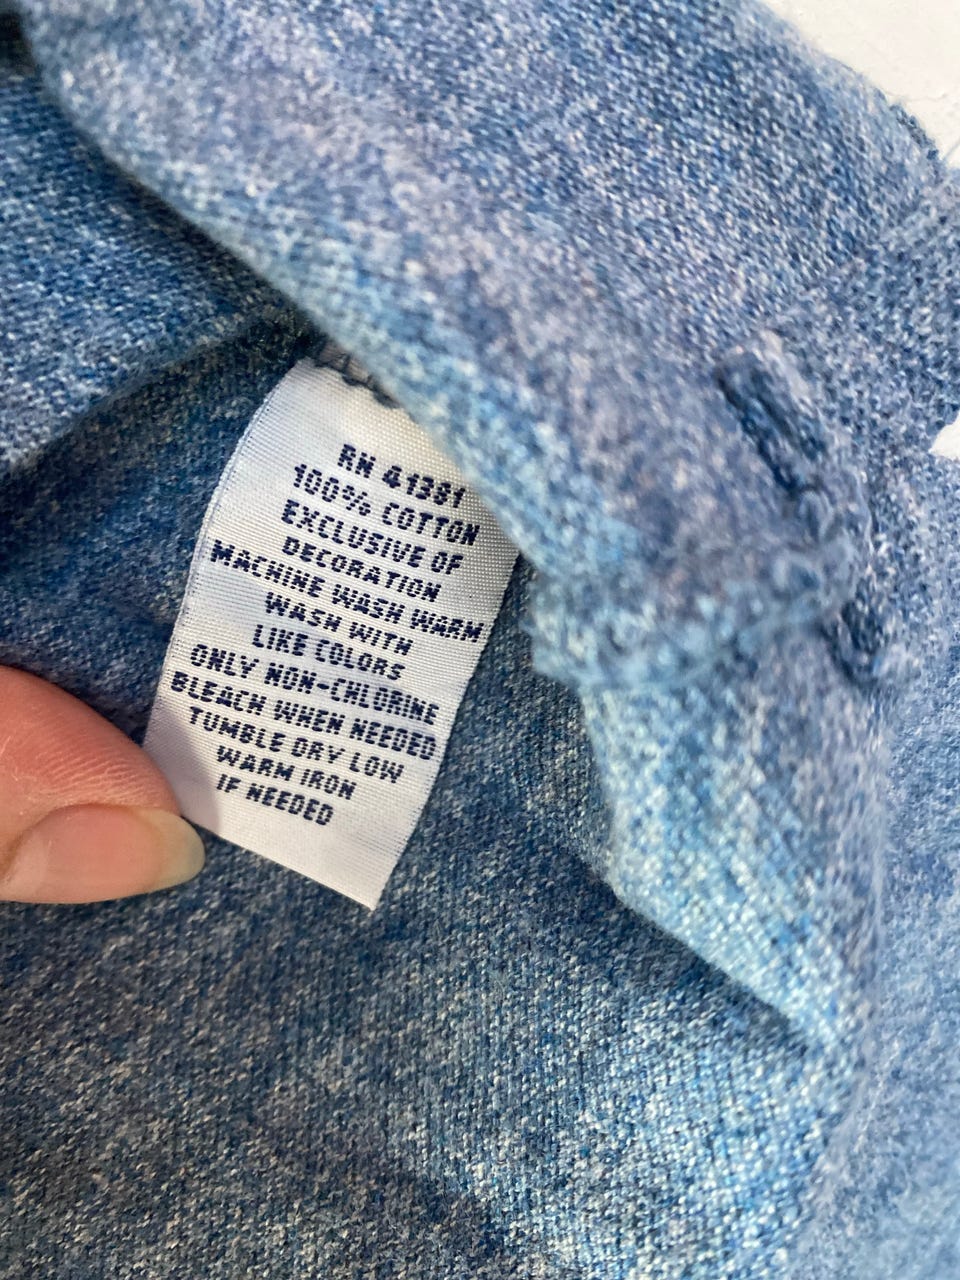 RN 41381
100% COTTON
EXCLUSIVE OF
DECORATION
MACHINE WASH WARM
WASH WITH
LIKE COLORS
ONLY NON-CHLORINE
BLEACH WHEN NEEDED
TUMBLE DRY LOW
WARM IRON
IF NEEDED